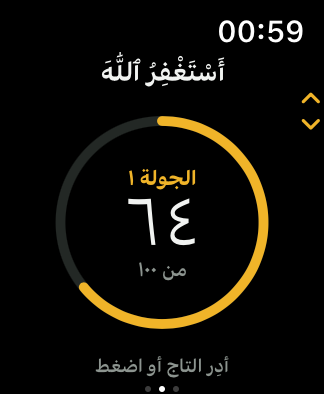 00:59
أَسْتَغْفِرُ ٱللَّٰهَ
الجولة ١
٦٤
من ١٠٠
أدِر التاج أو اضغط